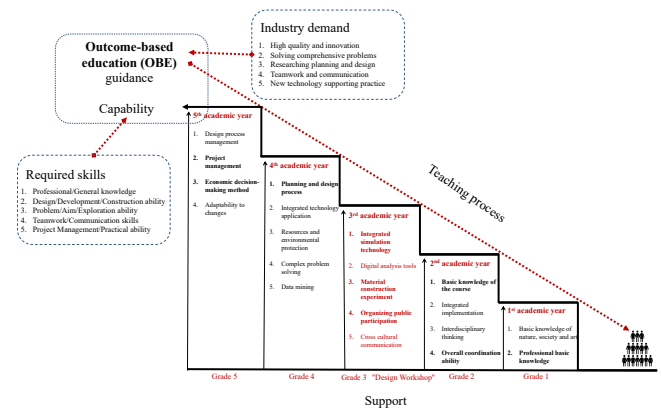 Industry demand
1. High quality and innovation
2. Solving comprehensive problems
3. Researching planning and design
4. Teamwork and communication
5. New technology supporting practice
Outcome-based
education (OBE)
guidance
Capability
Required skills
1. Professional/General knowledge
2. Design/Development/Construction ability
3. Problem/Aim/Exploration ability
4. Teamwork/Communication skills
5. Project Management/Practical ability
Teaching process
5th academic year
1. Design process
management
2. Project
management
3. Economic decision-
making method
4. Adaptability to
changes
4th academic year
1. Planning and design
process
2. Integrated technology
application
3. Resources and
environmental
protection
4. Complex problem
solving
5. Data mining
3rd academic year
1. Integrated
simulation
technology
2. Digital analysis tools
3. Material
construction
experiment
4. Organizing public
participation
5. Cross cultural
communication
2nd academic year
1. Basic knowledge of
the course
2. Integrated
implementation
3. Interdisciplinary
thinking
4. Overall coordination
ability
1st academic year
1. Basic knowledge of
nature, society and art
2. Professional basic
knowledge
Grade 5
Grade 4
Grade 3 "Design Workshop"
Grade 2
Grade 1
Support